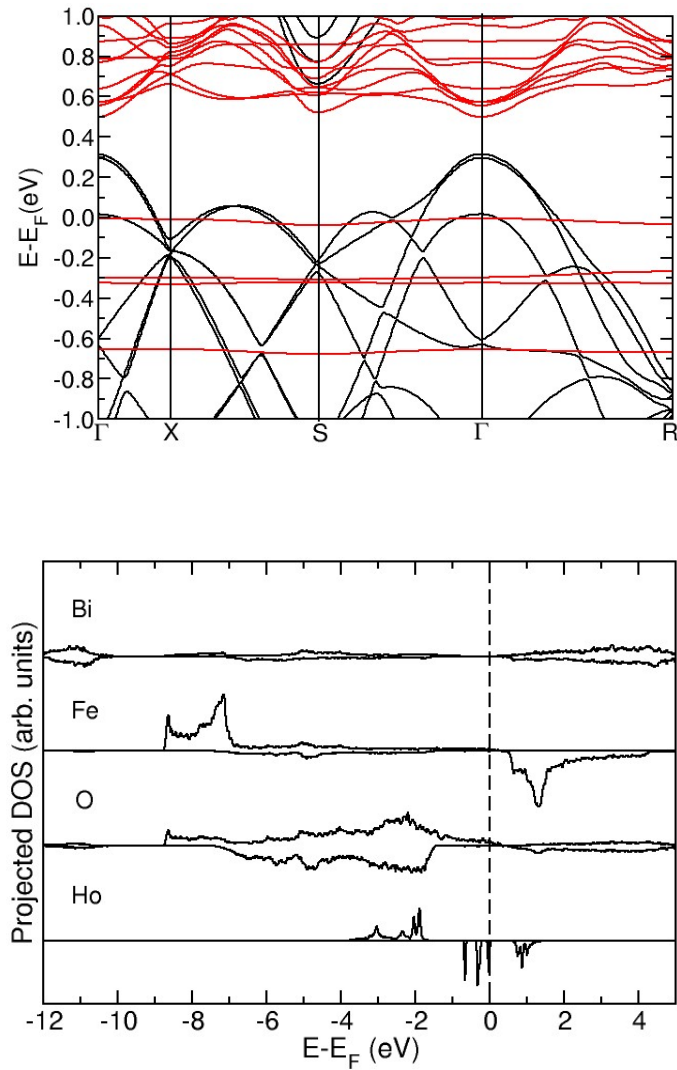 1.0
0.8
0.6
0.4
0.2
0.0
-0.2
-0.4
-0.6
-0.8
-1.0
E-E_F(eV)
Γ X S Γ R
Projected DOS (arb. units)
Bi
Fe
O
Ho
-12 -10 -8 -6 -4 -2 0 2 4
E-E_F (eV)